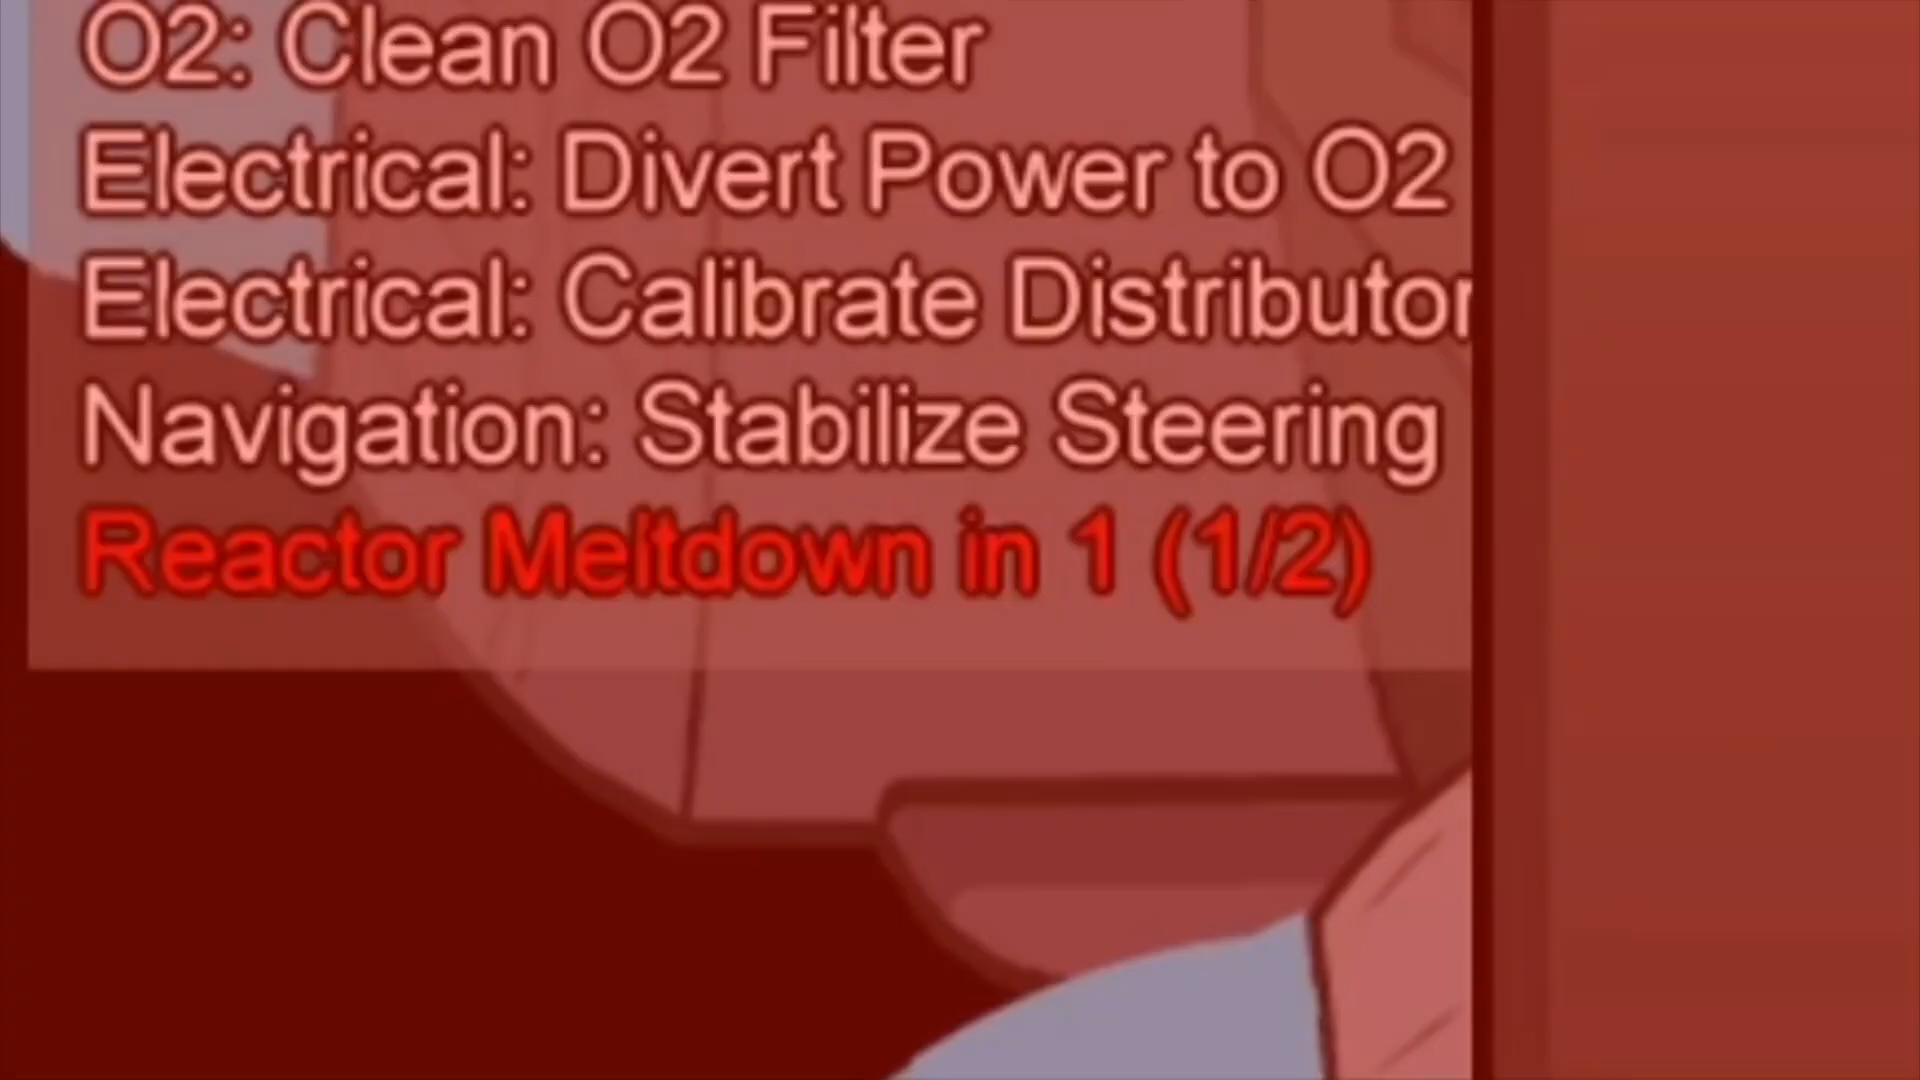 O2: Clean O2 Filter
Electrical: Divert Power to O2
Electrical: Calibrate Distributor
Navigation: Stabilize Steering
Reactor Meltdown in 1 (1/2)